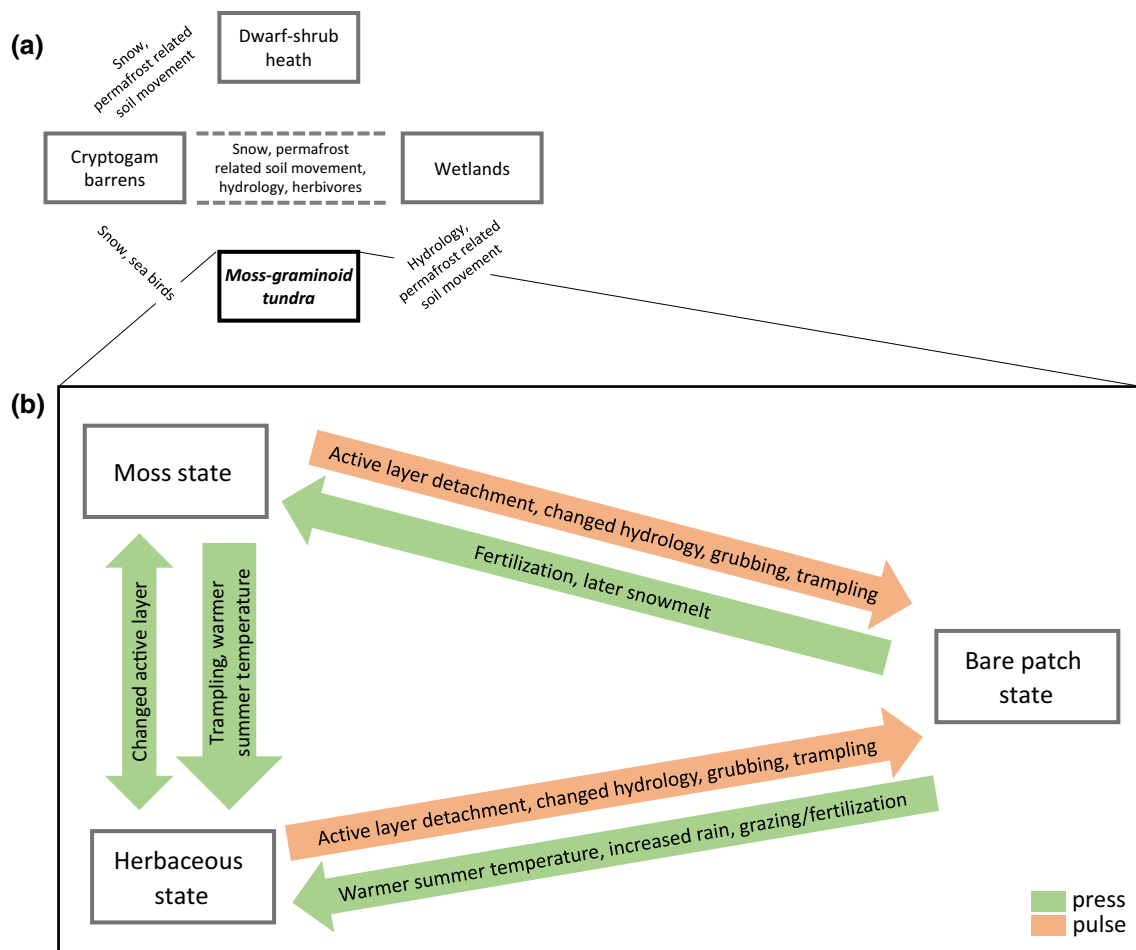 (a)
Snow,
permafrost related
soil movement
Dwarf-shrub
heath
Cryptogam
barrens
Snow, permafrost
related soil movement,
hydrology, herbivores
Wetlands
Snow, sea birds
Moss-graminoid
tundra
Hydrology,
permafrost related
soil movement
(b)
Moss state
Active layer detachment, changed hydrology, grubbing, trampling
Fertilization, later snowmelt
Changed active layer
Trampling, warmer
summer temperature
Bare patch
state
Active layer detachment, changed hydrology, grubbing, trampling
Warmer summer temperature, increased rain, grazing/fertilization
Herbaceous
state
press
pulse